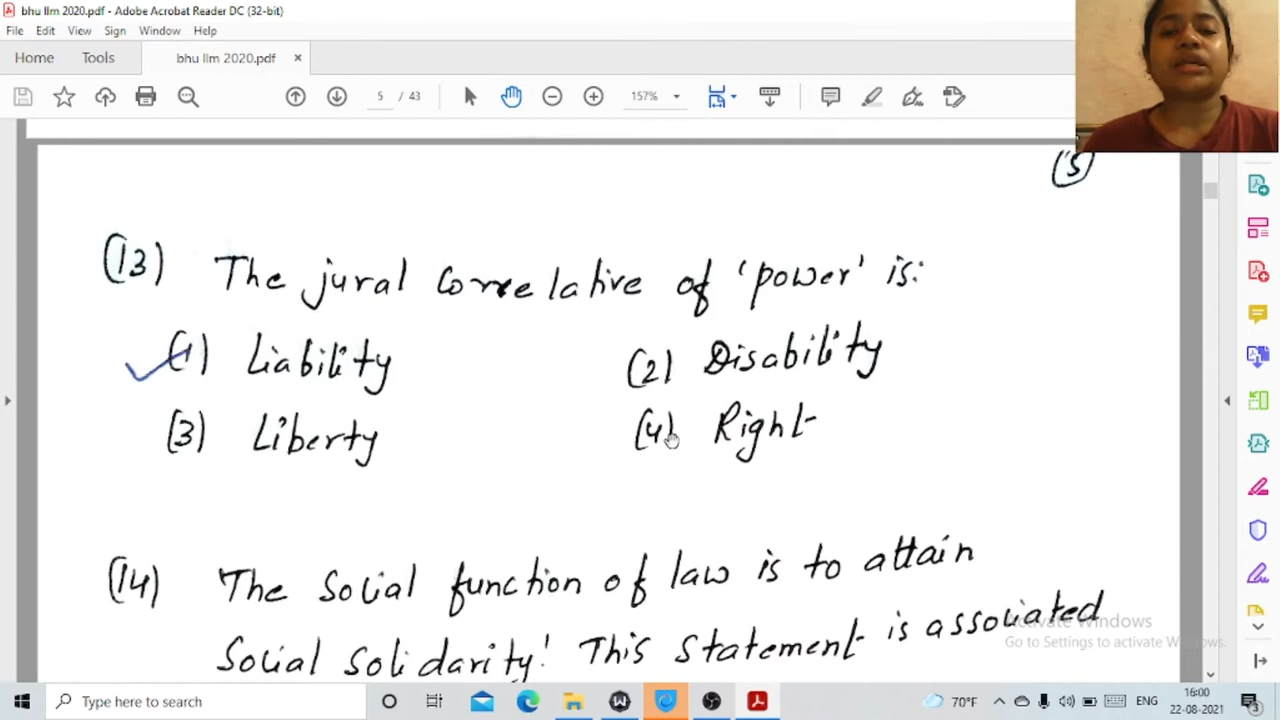 bhu llm 2020.pdf - Adobe Acrobat Reader DC (32-bit)
File Edit View Sign Window Help
Home Tools bhu llm 2020.pdf ×
5 / 43 157%
(5)
(13) The jural correlative of 'power' is:
(1) Liability (2) Disability
(3) Liberty (4) Right
(14) The Social function of law is to attain
Social solidarity! This statement is associated
Activate Windows
Go to Settings to activate Windows.
Type here to search 70°F ENG 16:00
22-08-2021 3